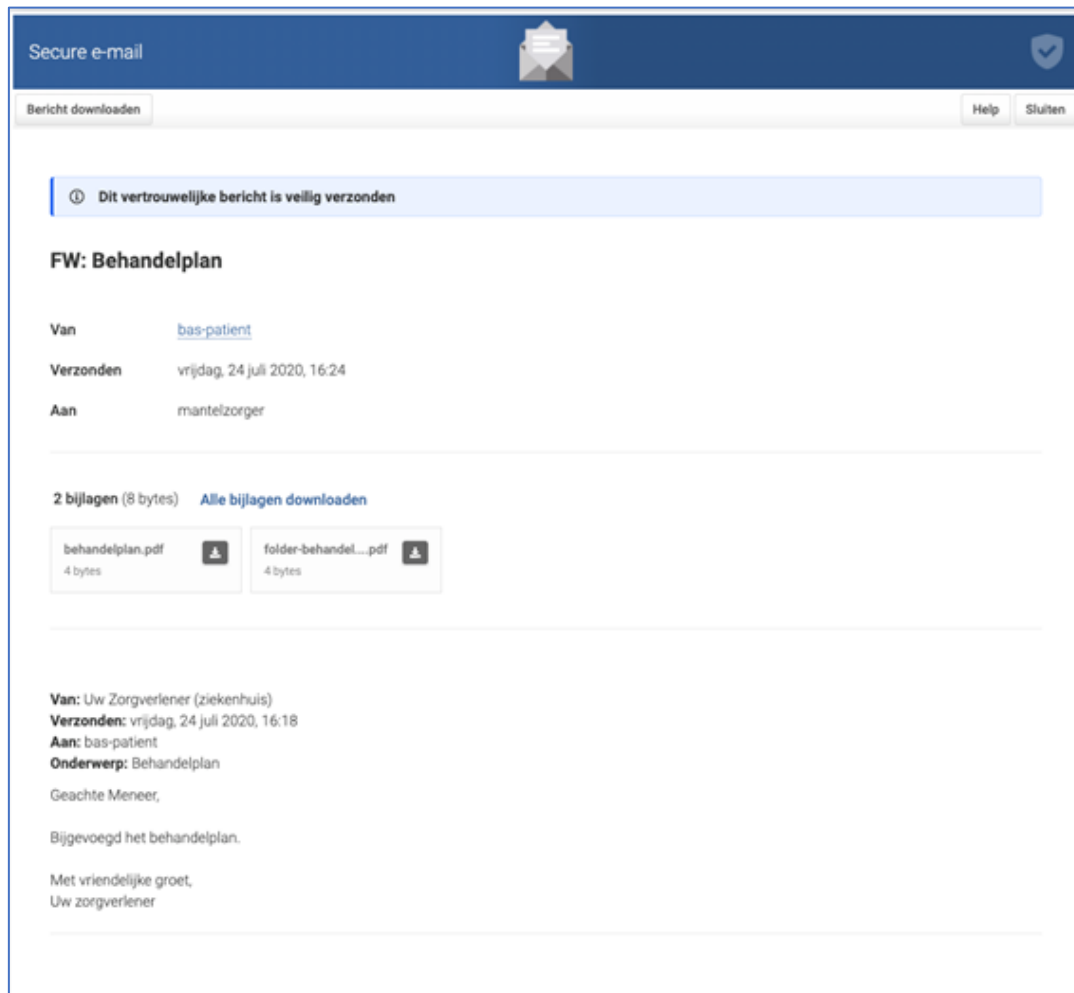 Secure e-mail
Bericht downloaden
Help
Sluiten
Dit vertrouwelijke bericht is veilig verzonden
FW: Behandelplan
Van bas-patient
Verzonden vrijdag, 24 juli 2020, 16:24
Aan mantelzorger
2 bijlagen (8 bytes) Alle bijlagen downloaden
behandelplan.pdf
4 bytes
folder-behandel....pdf
4 bytes
Van: Uw Zorgverlener (ziekenhuis)
Verzonden: vrijdag, 24 juli 2020, 16:18
Aan: bas-patient
Onderwerp: Behandelplan
Geachte Meneer,
Bijgevoegd het behandelplan.
Met vriendelijke groet,
Uw zorgverlener